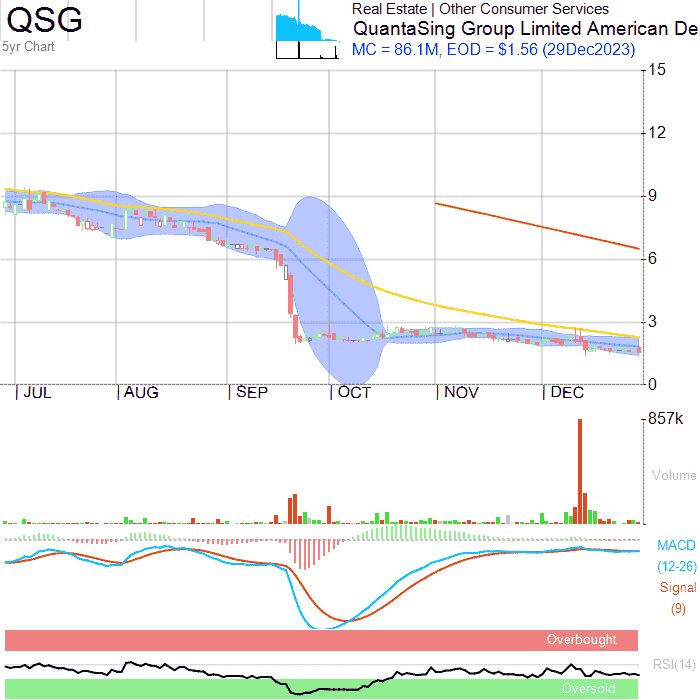 QSG
5yr Chart
Real Estate | Other Consumer Services
QuantaSing Group Limited American De
MC = 86.1M, EOD = $1.56 (29Dec2023)
15
12
9
6
3
0
JUL AUG SEP OCT NOV DEC
857k
Volume
MACD
(12-26)
Signal
(9)
Overbought
RSI(14)
Oversold